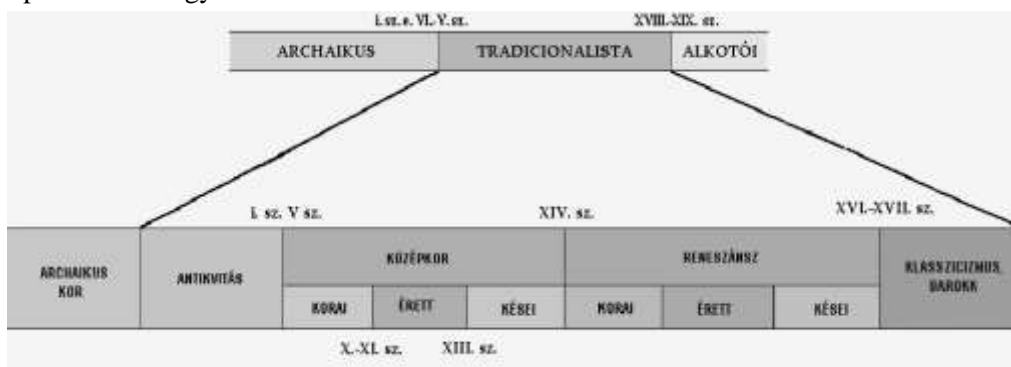 i. sz. e. VI.-V. sz. XVIII.-XIX. sz.
ARCHAIKUS TRADICIONALISTA ALKOTÓI
i. sz. V sz. XIV. sz. XVI.-XVII. sz.
ARCHAIKUS
KOR
ANTIKVITÁS
KÖZÉPKOR
RENESZÁNSZ
KLASSZICIZMUS,
BAROKK
KORAI ÉRETT KÉSEI KORAI ÉRETT KÉSEI
X.-XI. sz. XIII. sz.